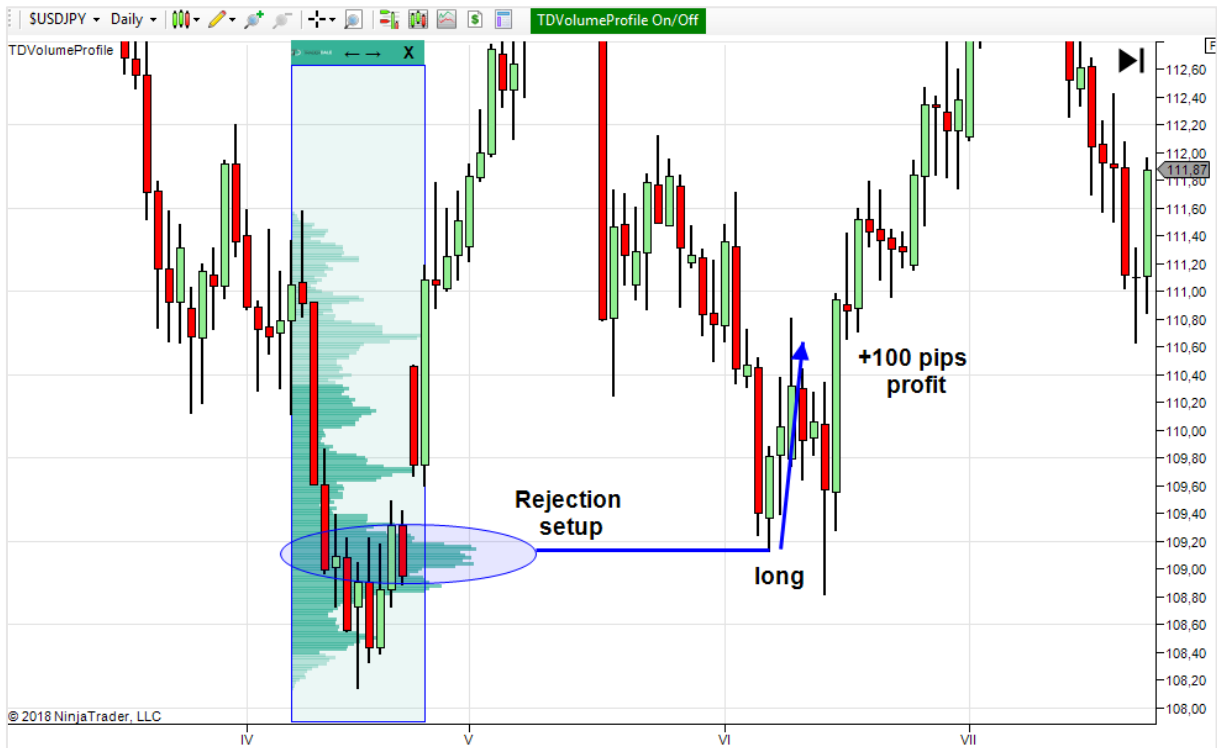 $USDJPY Daily $ TDVolumeProfile On/Off
TDVolumeProfile
← → X
F
112,60
112,40
112,20
112,00
111,87
111,80
111,60
111,40
111,20
111,00
110,80
110,60
110,40
110,20
110,00
109,80
109,60
109,40
109,20
109,00
108,80
108,60
108,40
108,20
108,00
+100 pips
profit
Rejection
setup
long
© 2018 NinjaTrader, LLC
IV V VI VII